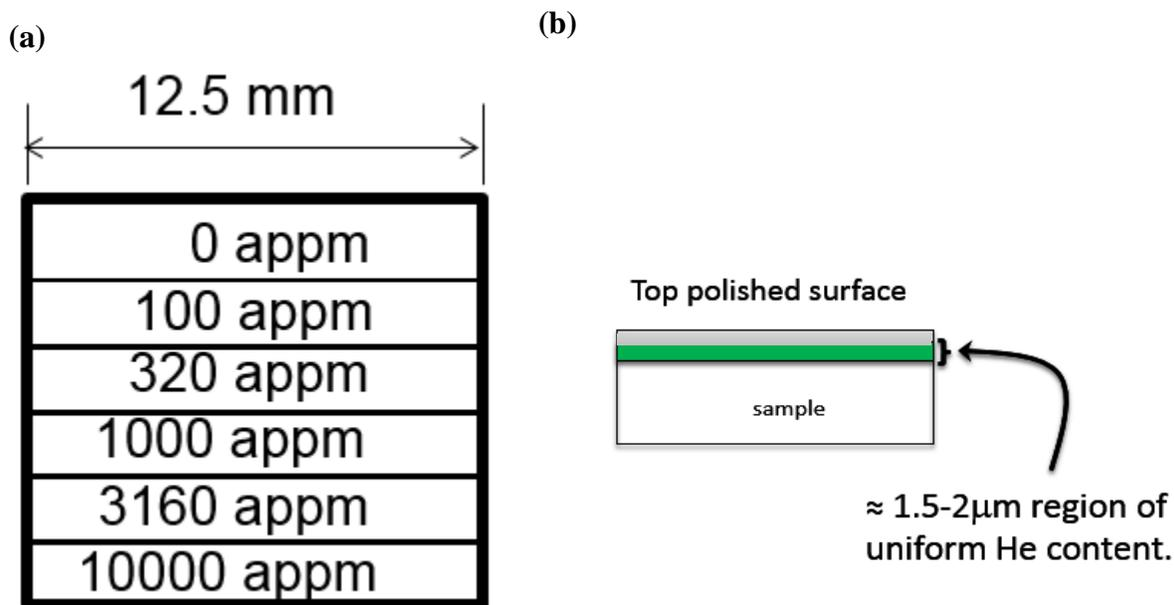 (a)
12.5 mm
0 appm
100 appm
320 appm
1000 appm
3160 appm
10000 appm
(b)
Top polished surface
sample
≈ 1.5-2μm region of
uniform He content.